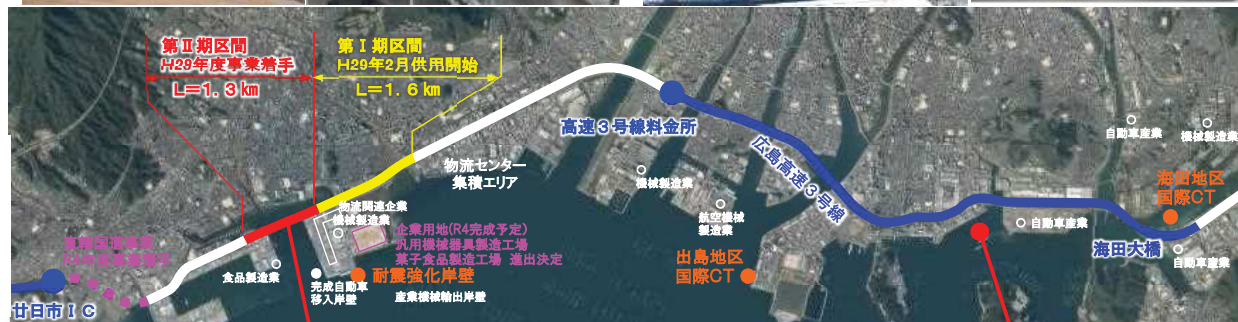 第Ⅱ期区間
H29年度事業着手
L=1.3㎞
第Ⅰ期区間
H29年2月供用開始
L=1.6㎞
高速3号線料金所
物流センター
集積エリア
広島高速3号線
機械製造業
航空機械
製造業
自動車産業
機械製造業
海田地区
国際CT
自動車産業
海田大橋
自動車産業
出島地区
国際CT
物流関連企業
機械製造業
企業用地(R4完成予定)
汎用機械器具製造工場
菓子食品製造工場 進出決定
耐震強化岸壁
産業機械輸出岸壁
完成自動車
移入岸壁
食品製造業
R4年度事業着手
廿日市IC